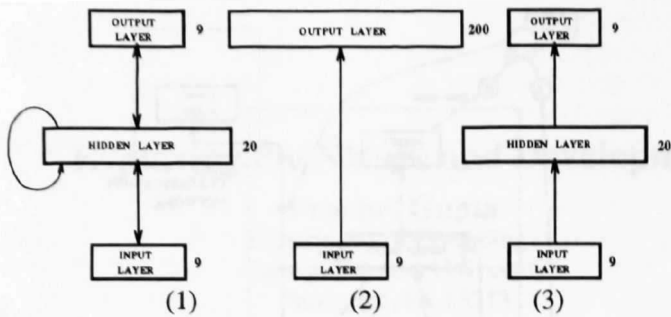 OUTPUT
LAYER
9
HIDDEN LAYER
20
INPUT
LAYER
9
(1)
OUTPUT LAYER
200
INPUT
LAYER
9
(2)
OUTPUT
LAYER
9
HIDDEN LAYER
20
INPUT
LAYER
9
(3)